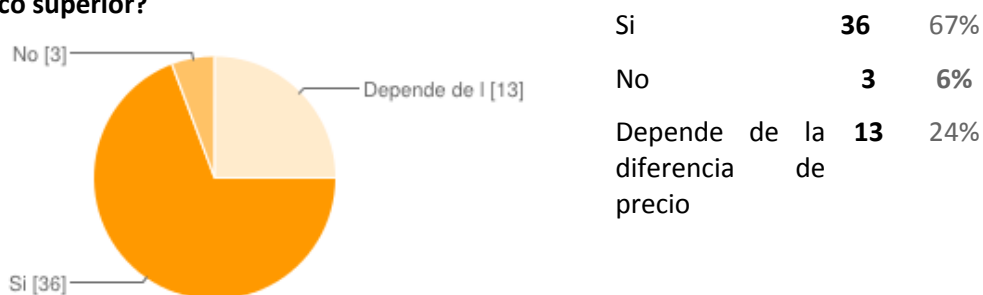 co superior?
No [3]
Depende de l [13]
Si [36]
Si 36 67%
No 3 6%
Depende de la 13 24%
diferencia de
precio